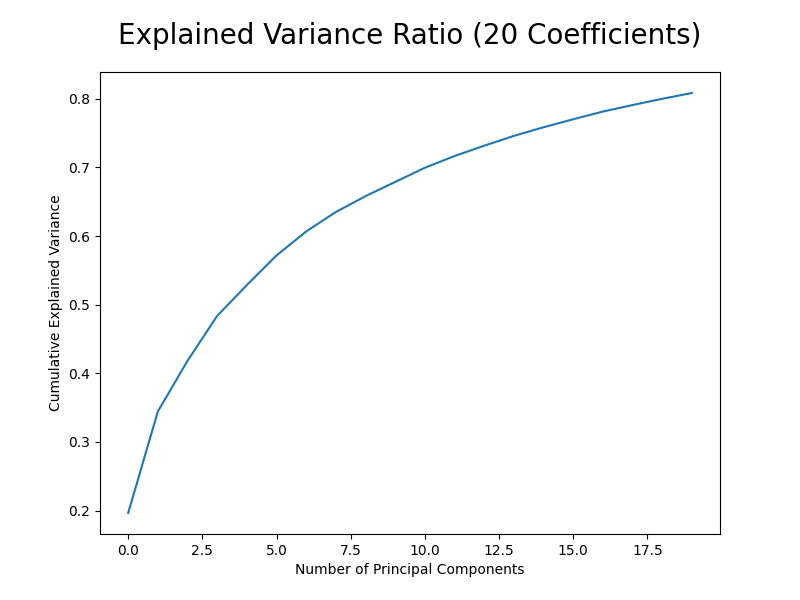 Explained Variance Ratio (20 Coefficients)
0.8
0.7
0.6
0.5
0.4
0.3
0.2
Cumulative Explained Variance
0.0 2.5 5.0 7.5 10.0 12.5 15.0 17.5
Number of Principal Components